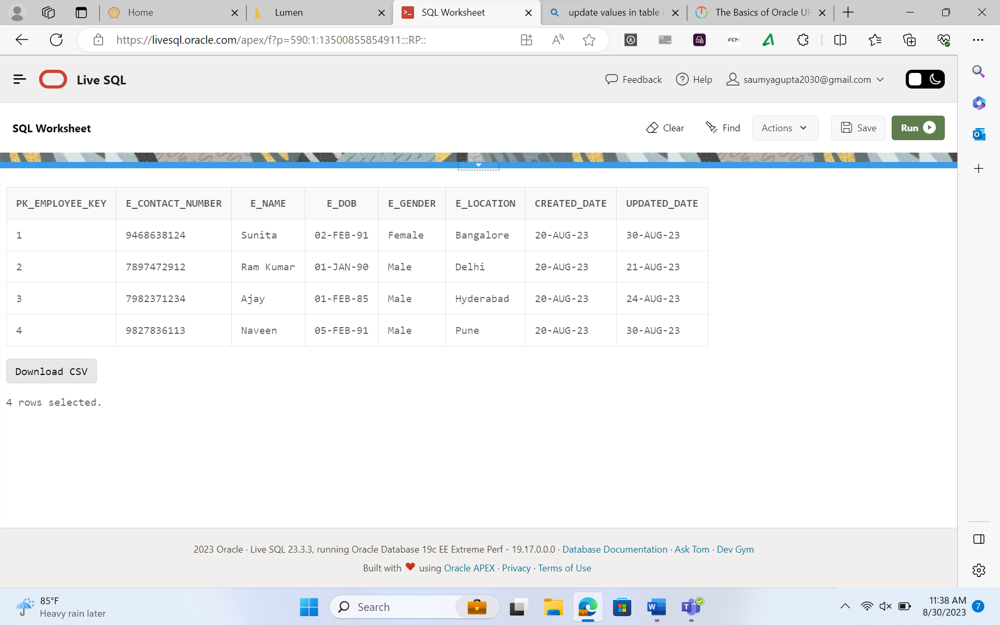 Home
Lumen
SQL Worksheet
update values in table
The Basics of Oracle UP
https://livesql.oracle.com/apex/f?p=590:1:13500855854911:::RP::
FCM
Live SQL
Feedback
Help
saumyagupta2030@gmail.com
SQL Worksheet
Clear
Find
Actions
Save
Run
PK_EMPLOYEE_KEY E_CONTACT_NUMBER E_NAME E_DOB E_GENDER E_LOCATION CREATED_DATE UPDATED_DATE
1 9468638124 Sunita 02-FEB-91 Female Bangalore 20-AUG-23 30-AUG-23
2 7897472912 Ram Kumar 01-JAN-90 Male Delhi 20-AUG-23 21-AUG-23
3 7982371234 Ajay 01-FEB-85 Male Hyderabad 20-AUG-23 24-AUG-23
4 9827836113 Naveen 05-FEB-91 Male Pune 20-AUG-23 30-AUG-23
Download CSV
4 rows selected.
2023 Oracle · Live SQL 23.3.3, running Oracle Database 19c EE Extreme Perf - 19.17.0.0.0 · Database Documentation · Ask Tom · Dev Gym
Built with ❤ using Oracle APEX · Privacy · Terms of Use
85°F
Heavy rain later
Search
11:38 AM
8/30/2023
7